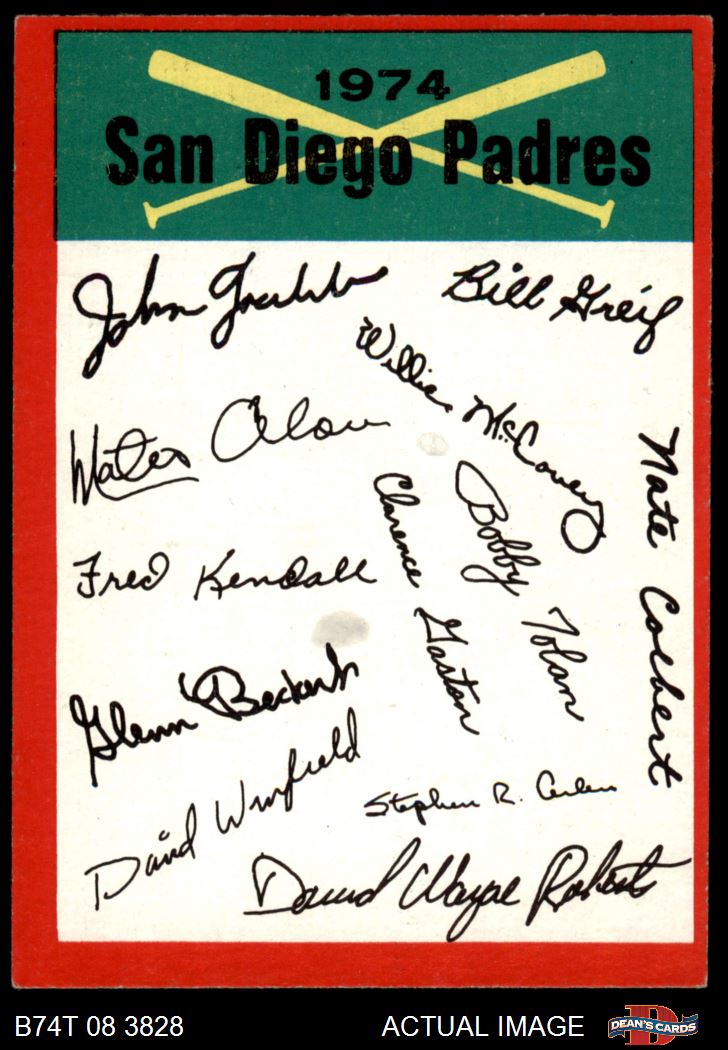 1974
San Diego Padres
John Grubb
Bill Greif
Willie McCovey
Mateo Alou
Nate Colbert
Clarence Gaston
Bobby Tolan
Fred Kendall
Glenn Beckert
David Winfield
Stephen R. Arlin
David Wayne Roberts
B74T 08 3828
ACTUAL IMAGE
DEAN'S CARDS